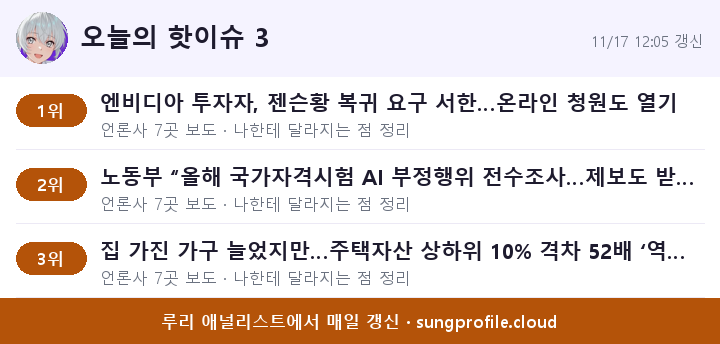 오늘의 핫이슈 3
11/17 12:05 갱신
1위
엔비디아 투자자, 젠슨황 복귀 요구 서한...온라인 청원도 열기
언론사 7곳 보도 · 나한테 달라지는 점 정리
2위
노동부 “올해 국가자격시험 AI 부정행위 전수조사...제보도 받...
언론사 7곳 보도 · 나한테 달라지는 점 정리
3위
집 가진 가구 늘었지만...주택자산 상하위 10% 격차 52배 ‘역...
언론사 7곳 보도 · 나한테 달라지는 점 정리
루리 애널리스트에서 매일 갱신 · sungprofile.cloud